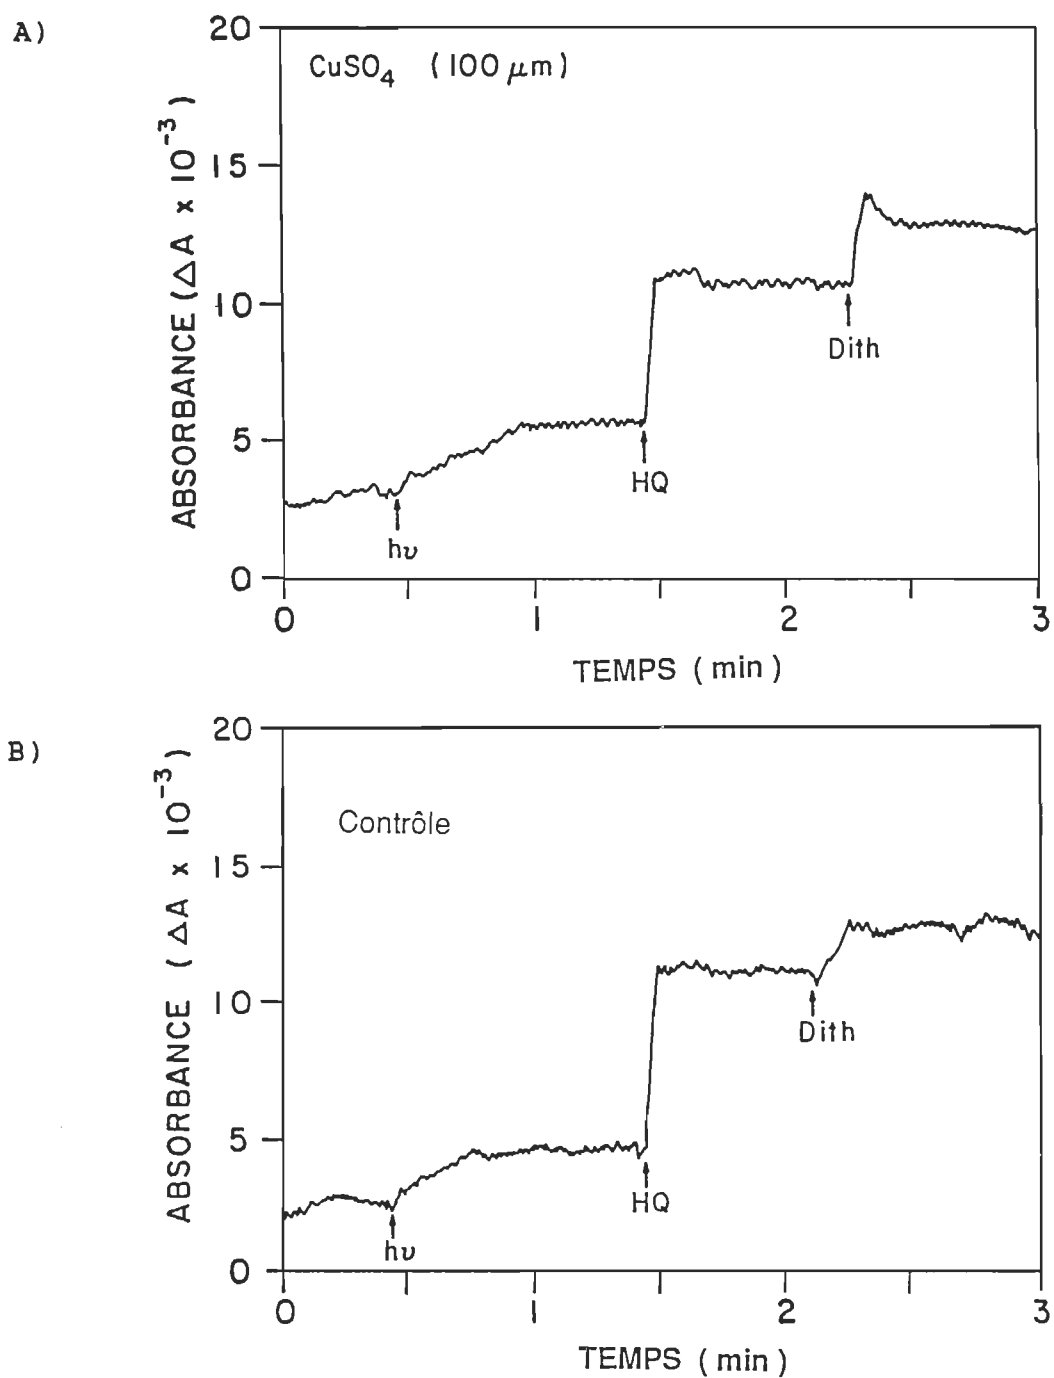 A)
ABSORBANCE (ΔA x 10⁻³)
20
15
10
5
0
CuSO₄ (100 μm)
hν
HQ
Dith
0 1 2 3
TEMPS (min)
B)
ABSORBANCE (ΔA x 10⁻³)
20
15
10
5
0
Contrôle
hν
HQ
Dith
0 1 2 3
TEMPS (min)